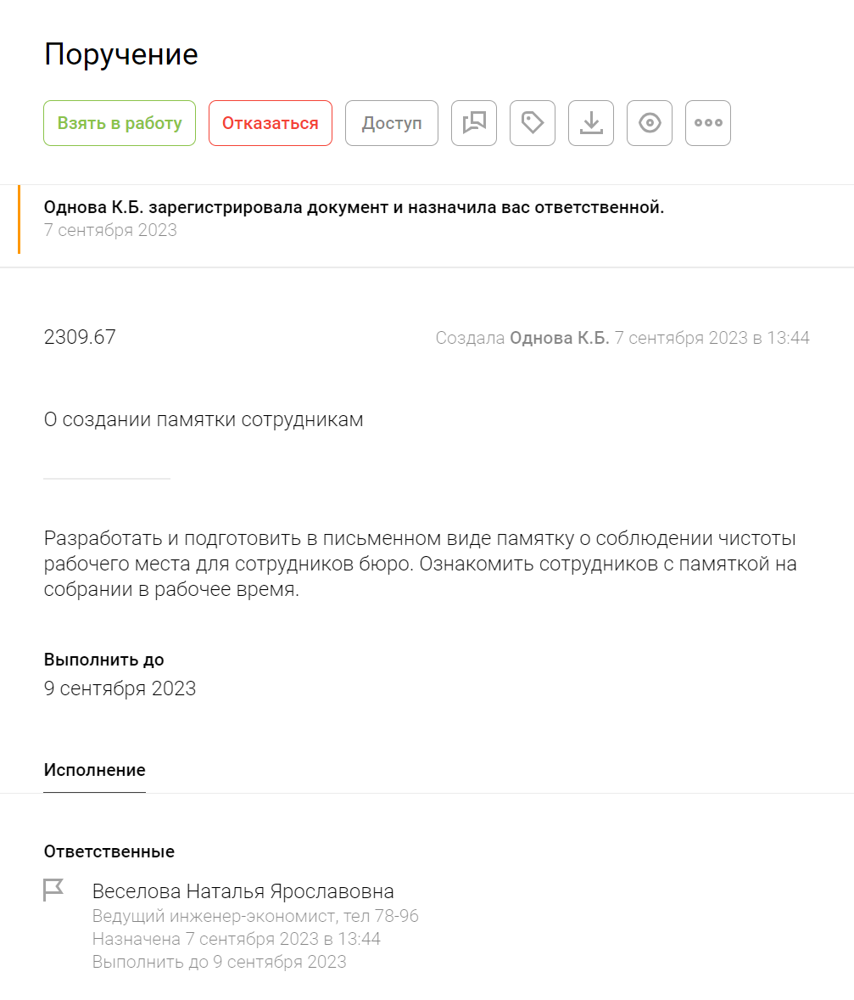 Поручение
Взять в работу
Отказаться
Доступ
Однова К.Б. зарегистрировала документ и назначила вас ответственной.
7 сентября 2023
2309.67
Создала Однова К.Б. 7 сентября 2023 в 13:44
О создании памятки сотрудникам
Разработать и подготовить в письменном виде памятку о соблюдении чистоты
рабочего места для сотрудников бюро. Ознакомить сотрудников с памяткой на
собрании в рабочее время.
Выполнить до
9 сентября 2023
Исполнение
Ответственные
Веселова Наталья Ярославовна
Ведущий инженер-экономист, тел 78-96
Назначена 7 сентября 2023 в 13:44
Выполнить до 9 сентября 2023